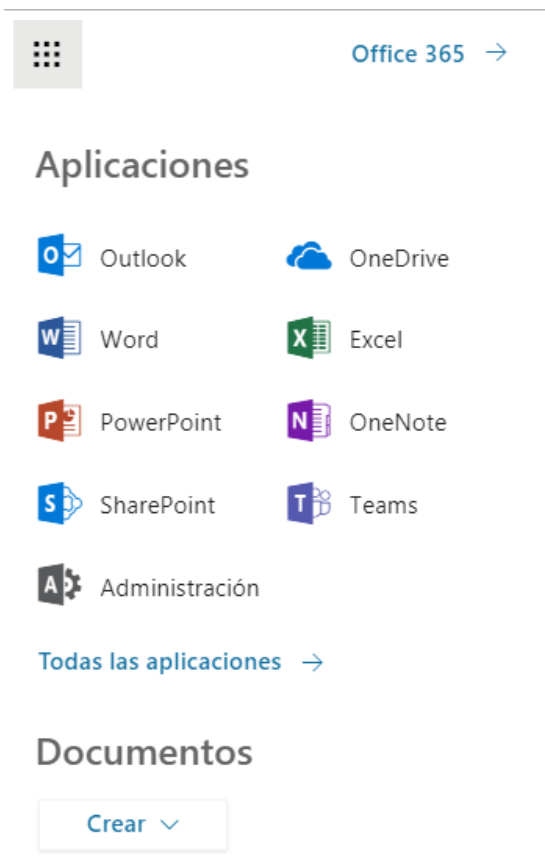 Office 365
Aplicaciones
Outlook OneDrive
Word Excel
PowerPoint OneNote
SharePoint Teams
Administración
Todas las aplicaciones
Documentos
Crear